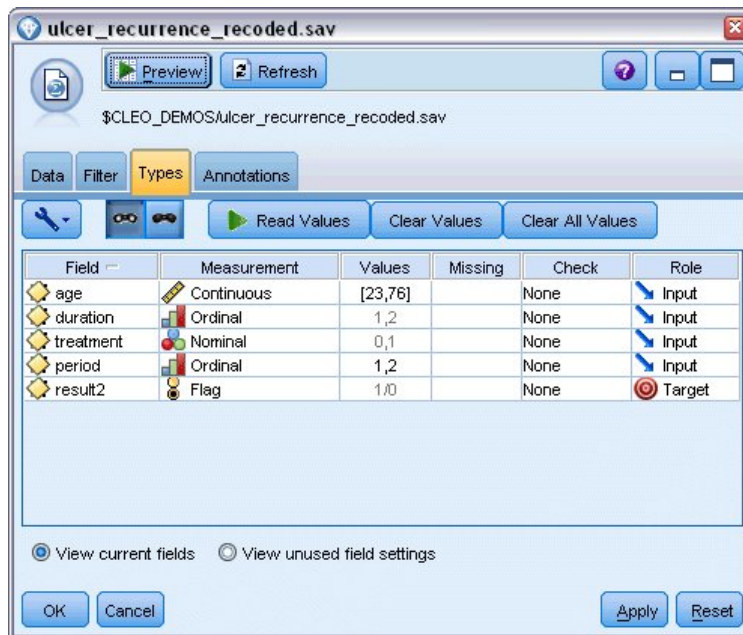 ulcer_recurrence_recoded.sav
Preview Refresh
$CLEO_DEMOS/ulcer_recurrence_recoded.sav
Data Filter Types Annotations
Read Values Clear Values Clear All Values
Field Measurement Values Missing Check Role
age Continuous [23,76] None Input
duration Ordinal 1,2 None Input
treatment Nominal 0,1 None Input
period Ordinal 1,2 None Input
result2 Flag 1/0 None Target
View current fields View unused field settings
OK Cancel Apply Reset